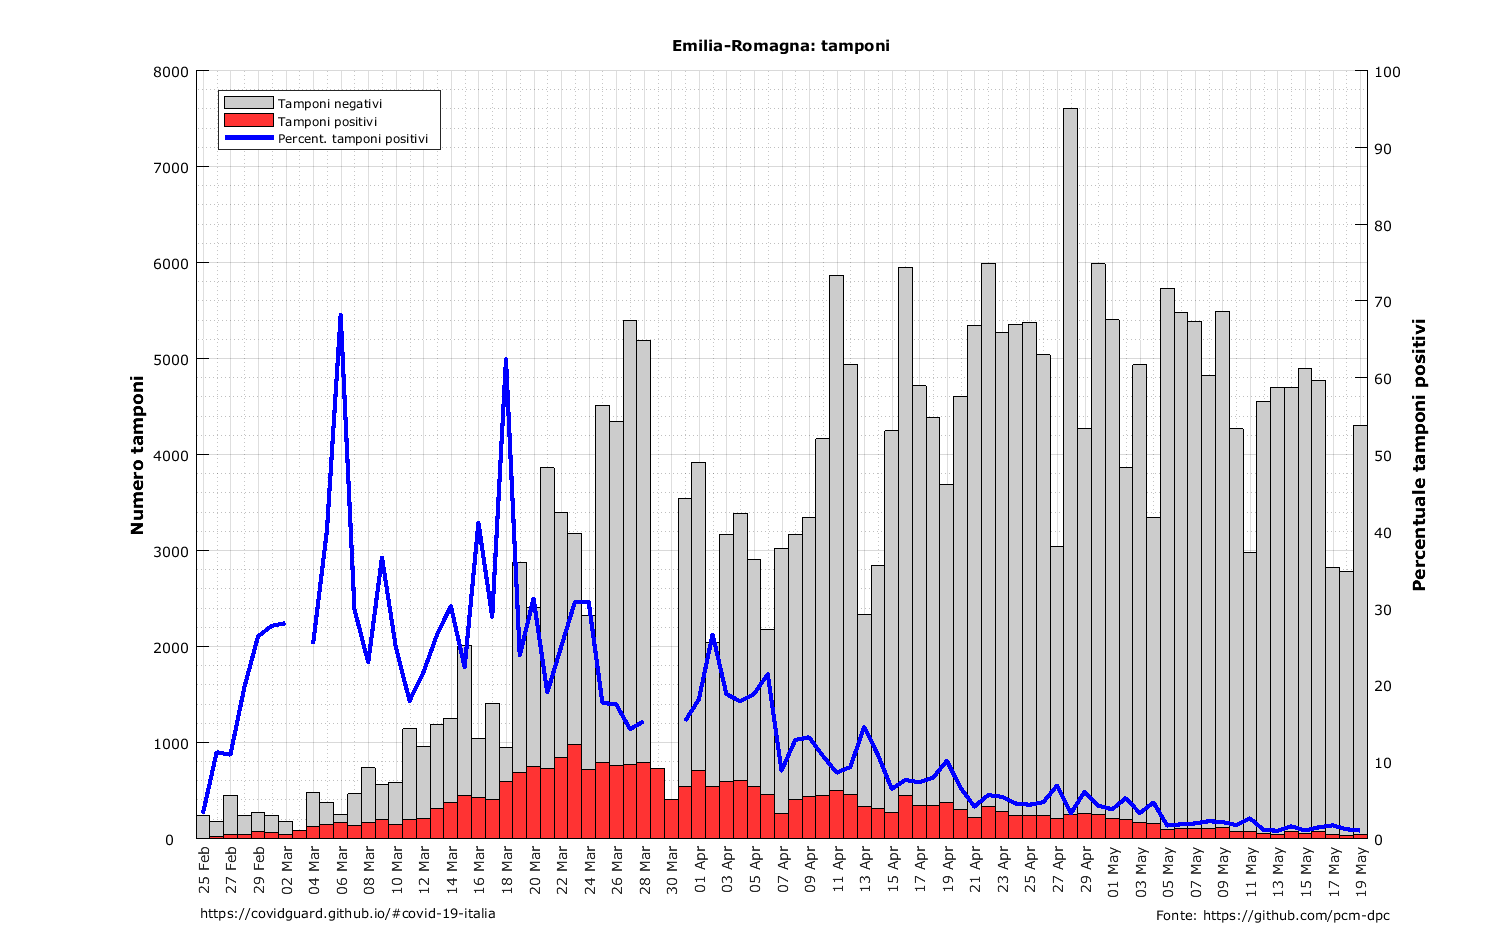 Emilia-Romagna: tamponi
8000
7000
6000
5000
4000
3000
2000
1000
0
100
90
80
70
60
50
40
30
20
10
0
Tamponi negativi
Tamponi positivi
Percent. tamponi positivi
Numero tamponi
Percentuale tamponi positivi
25 Feb
27 Feb
29 Feb
02 Mar
04 Mar
06 Mar
08 Mar
10 Mar
12 Mar
14 Mar
16 Mar
18 Mar
20 Mar
22 Mar
24 Mar
26 Mar
28 Mar
30 Mar
01 Apr
03 Apr
05 Apr
07 Apr
09 Apr
11 Apr
13 Apr
15 Apr
17 Apr
19 Apr
21 Apr
23 Apr
25 Apr
27 Apr
29 Apr
01 May
03 May
05 May
07 May
09 May
11 May
13 May
15 May
17 May
19 May
https://covidguard.github.io/#covid-19-italia
Fonte: https://github.com/pcm-dpc